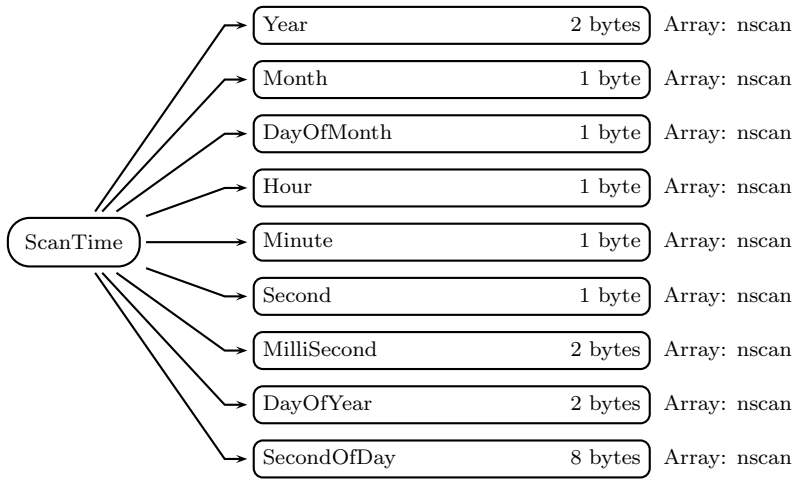 Year 2 bytes Array: nscan
Month 1 byte Array: nscan
DayOfMonth 1 byte Array: nscan
Hour 1 byte Array: nscan
ScanTime
Minute 1 byte Array: nscan
Second 1 byte Array: nscan
MilliSecond 2 bytes Array: nscan
DayOfYear 2 bytes Array: nscan
SecondOfDay 8 bytes Array: nscan